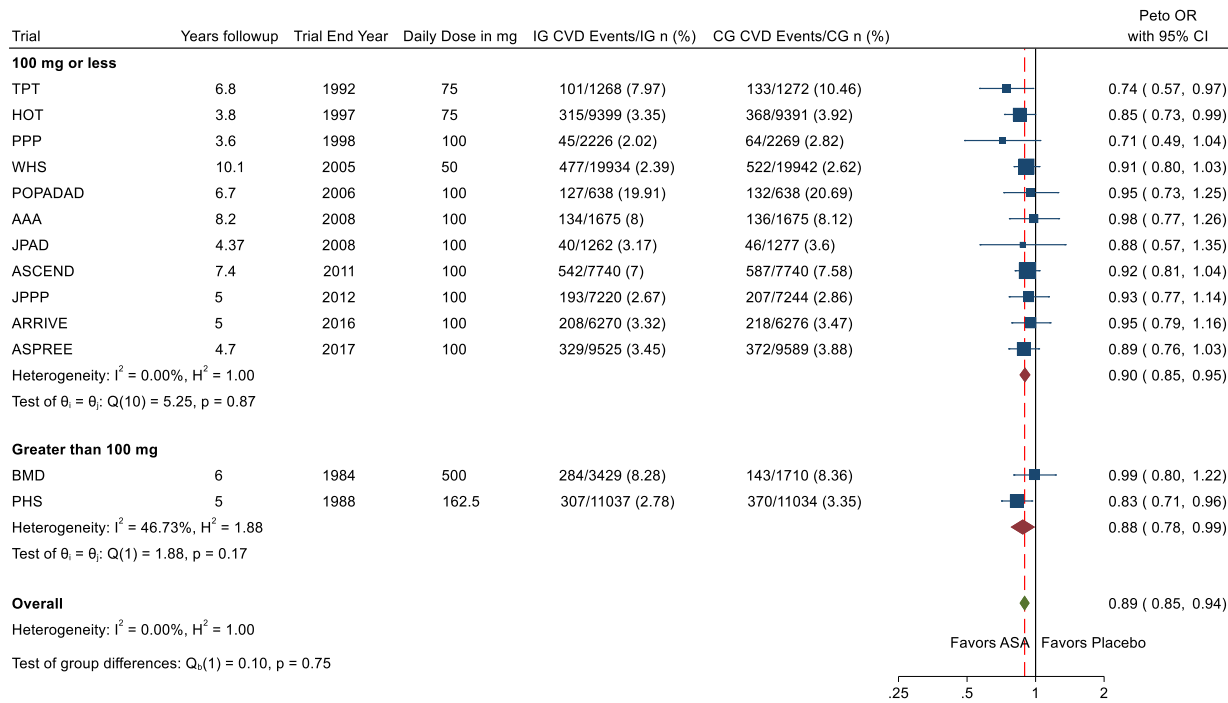 Peto OR
Trial Years followup Trial End Year Daily Dose in mg IG CVD Events/IG n (%) CG CVD Events/CG n (%) with 95% CI
100 mg or less
TPT 6.8 1992 75 101/1268 (7.97) 133/1272 (10.46) 0.74 ( 0.57, 0.97)
HOT 3.8 1997 75 315/9399 (3.35) 368/9391 (3.92) 0.85 ( 0.73, 0.99)
PPP 3.6 1998 100 45/2226 (2.02) 64/2269 (2.82) 0.71 ( 0.49, 1.04)
WHS 10.1 2005 50 477/19934 (2.39) 522/19942 (2.62) 0.91 ( 0.80, 1.03)
POPADAD 6.7 2006 100 127/638 (19.91) 132/638 (20.69) 0.95 ( 0.73, 1.25)
AAA 8.2 2008 100 134/1675 (8) 136/1675 (8.12) 0.98 ( 0.77, 1.26)
JPAD 4.37 2008 100 40/1262 (3.17) 46/1277 (3.6) 0.88 ( 0.57, 1.35)
ASCEND 7.4 2011 100 542/7740 (7) 587/7740 (7.58) 0.92 ( 0.81, 1.04)
JPPP 5 2012 100 193/7220 (2.67) 207/7244 (2.86) 0.93 ( 0.77, 1.14)
ARRIVE 5 2016 100 208/6270 (3.32) 218/6276 (3.47) 0.95 ( 0.79, 1.16)
ASPREE 4.7 2017 100 329/9525 (3.45) 372/9589 (3.88) 0.89 ( 0.76, 1.03)
Heterogeneity: I² = 0.00%, H² = 1.00 0.90 ( 0.85, 0.95)
Test of θᵢ = θⱼ: Q(10) = 5.25, p = 0.87
Greater than 100 mg
BMD 6 1984 500 284/3429 (8.28) 143/1710 (8.36) 0.99 ( 0.80, 1.22)
PHS 5 1988 162.5 307/11037 (2.78) 370/11034 (3.35) 0.83 ( 0.71, 0.96)
Heterogeneity: I² = 46.73%, H² = 1.88 0.88 ( 0.78, 0.99)
Test of θᵢ = θⱼ: Q(1) = 1.88, p = 0.17
Overall 0.89 ( 0.85, 0.94)
Heterogeneity: I² = 0.00%, H² = 1.00
Favors ASA Favors Placebo
Test of group differences: Q_b(1) = 0.10, p = 0.75
.25 .5 1 2